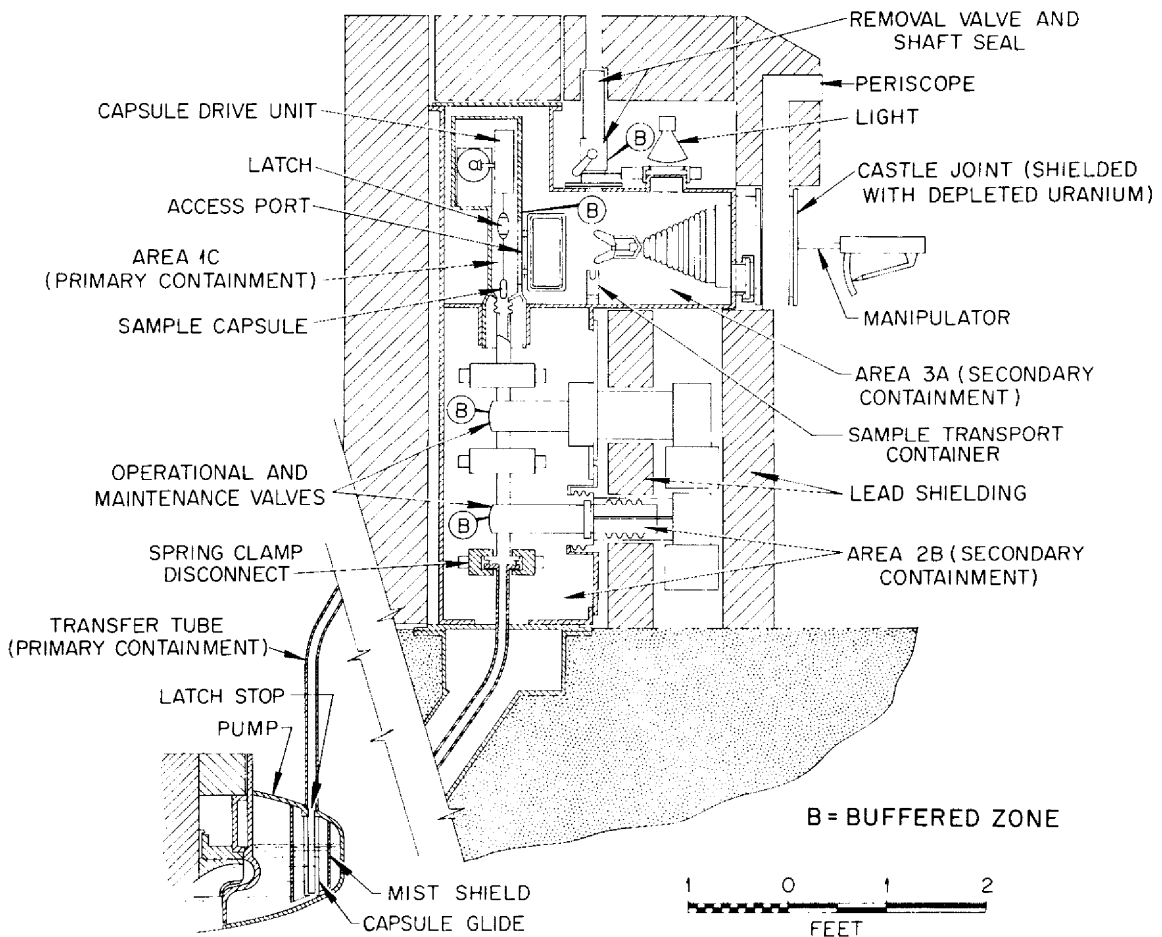 REMOVAL VALVE AND
SHAFT SEAL
PERISCOPE
LIGHT
CASTLE JOINT (SHIELDED
WITH DEPLETED URANIUM)
MANIPULATOR
AREA 3A (SECONDARY
CONTAINMENT)
SAMPLE TRANSPORT
CONTAINER
LEAD SHIELDING
AREA 2B (SECONDARY
CONTAINMENT)
CAPSULE DRIVE UNIT
LATCH
ACCESS PORT
AREA 1C
(PRIMARY CONTAINMENT)
SAMPLE CAPSULE
OPERATIONAL AND
MAINTENANCE VALVES
SPRING CLAMP
DISCONNECT
TRANSFER TUBE
(PRIMARY CONTAINMENT)
LATCH STOP
PUMP
MIST SHIELD
CAPSULE GLIDE
B
B
B
B
B = BUFFERED ZONE
1 0 1 2
FEET